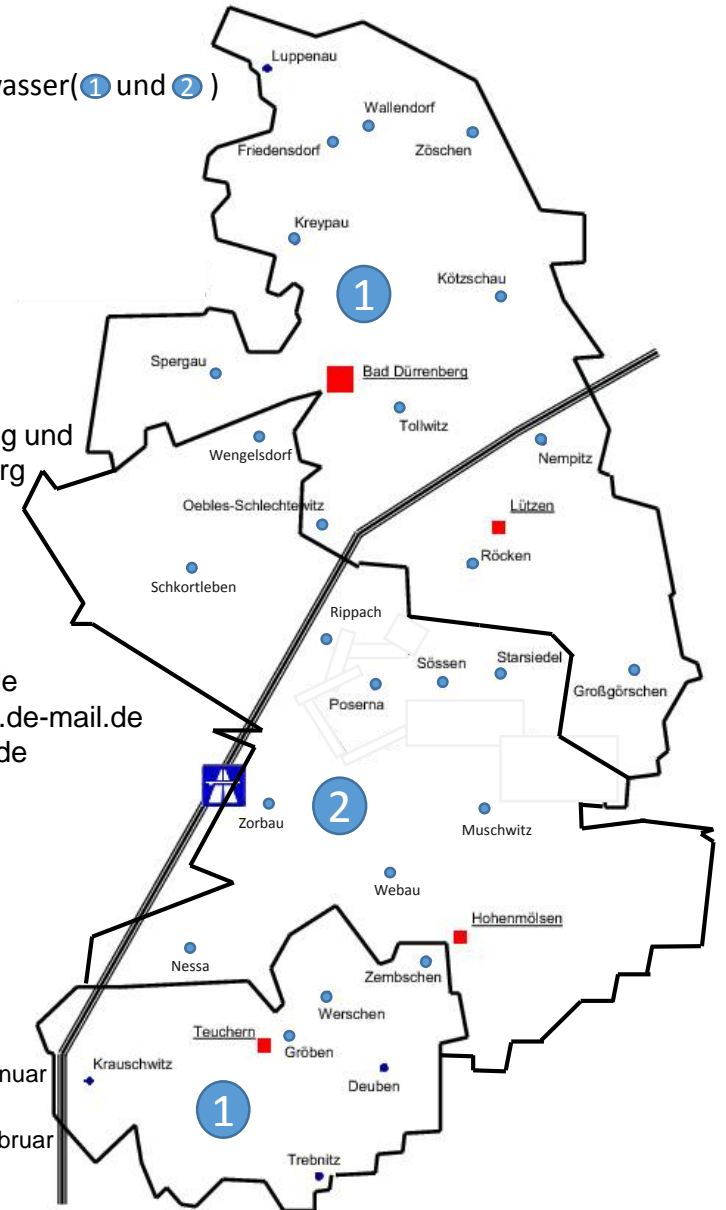 Luppenau
vasser( 1 und 2 )
Wallendorf
Friedensdorf
Zöschen
Kreypau
1
Kötzschau
Spergau
Bad Dürrenberg
Tollwitz
g und
Wengelsdorf
Nempitz
rg
Oebles-Schlechtewitz
Lützen
Röcken
Schkortleben
Rippach
Sössen
Starsiedel
e
Poserna
Großgörschen
.de-mail.de
de
2
Zorbau
Muschwitz
Webau
Hohenmölsen
Nessa
Zembschen
Werschen
Teuchern
Gröben
Krauschwitz
nuar
Deuben
1
bruar
Trebnitz